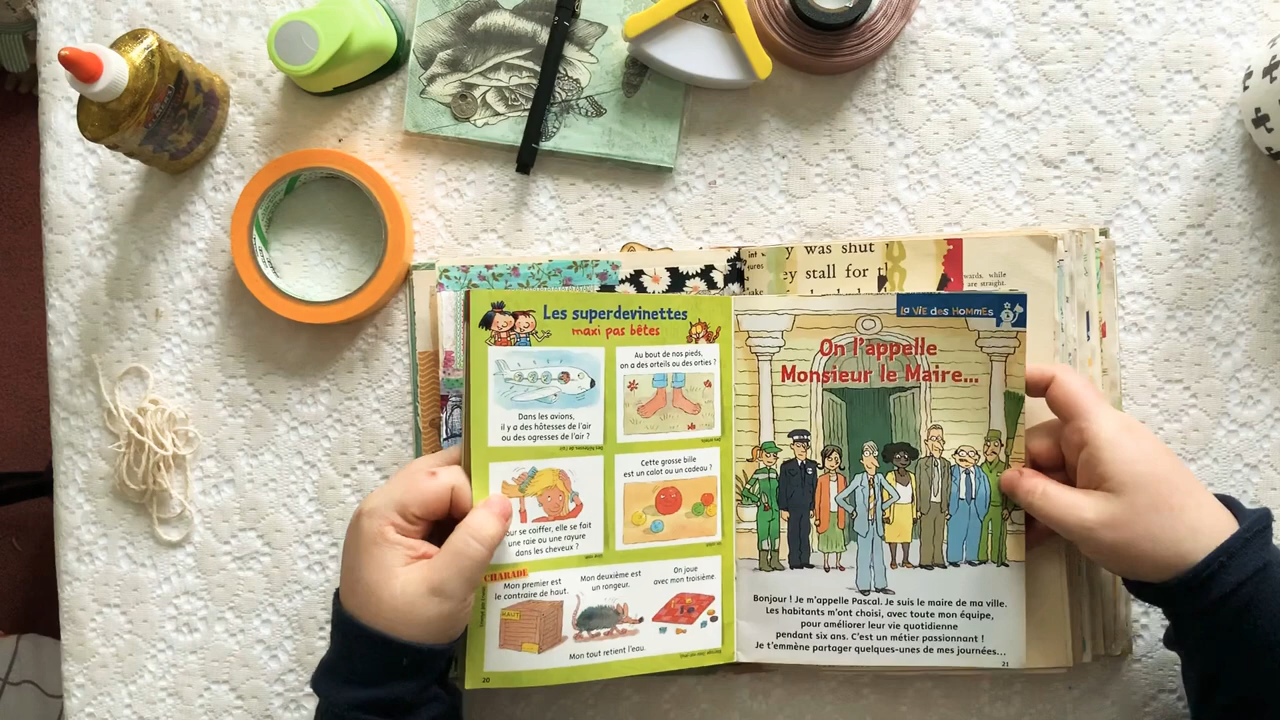 y was shut
ey stall for t
wards, while
are straight.
Les superdevinettes
maxi pas bêtes
Dans les avions,
il y a des hôtesses de l'air
ou des ogresses de l'air ?
Au bout de nos pieds,
on a des orteils ou des orties ?
our se coiffer, elle se fait
une raie ou une rayure
dans les cheveux ?
Cette grosse bille
est un calot ou un cadeau ?
CHARADE
Mon premier est
le contraire de haut.
HAUT
Mon deuxième est
un rongeur.
On joue
avec mon troisième.
Mon tout retient l'eau.
20
La Vie des HOMMes
On l'appelle
Monsieur le Maire...
Bonjour ! Je m'appelle Pascal. Je suis le maire de ma ville.
Les habitants m'ont choisi, avec toute mon équipe,
pour améliorer leur vie quotidienne
pendant six ans. C'est un métier passionnant !
Je t'emmène partager quelques-unes de mes journées...
21